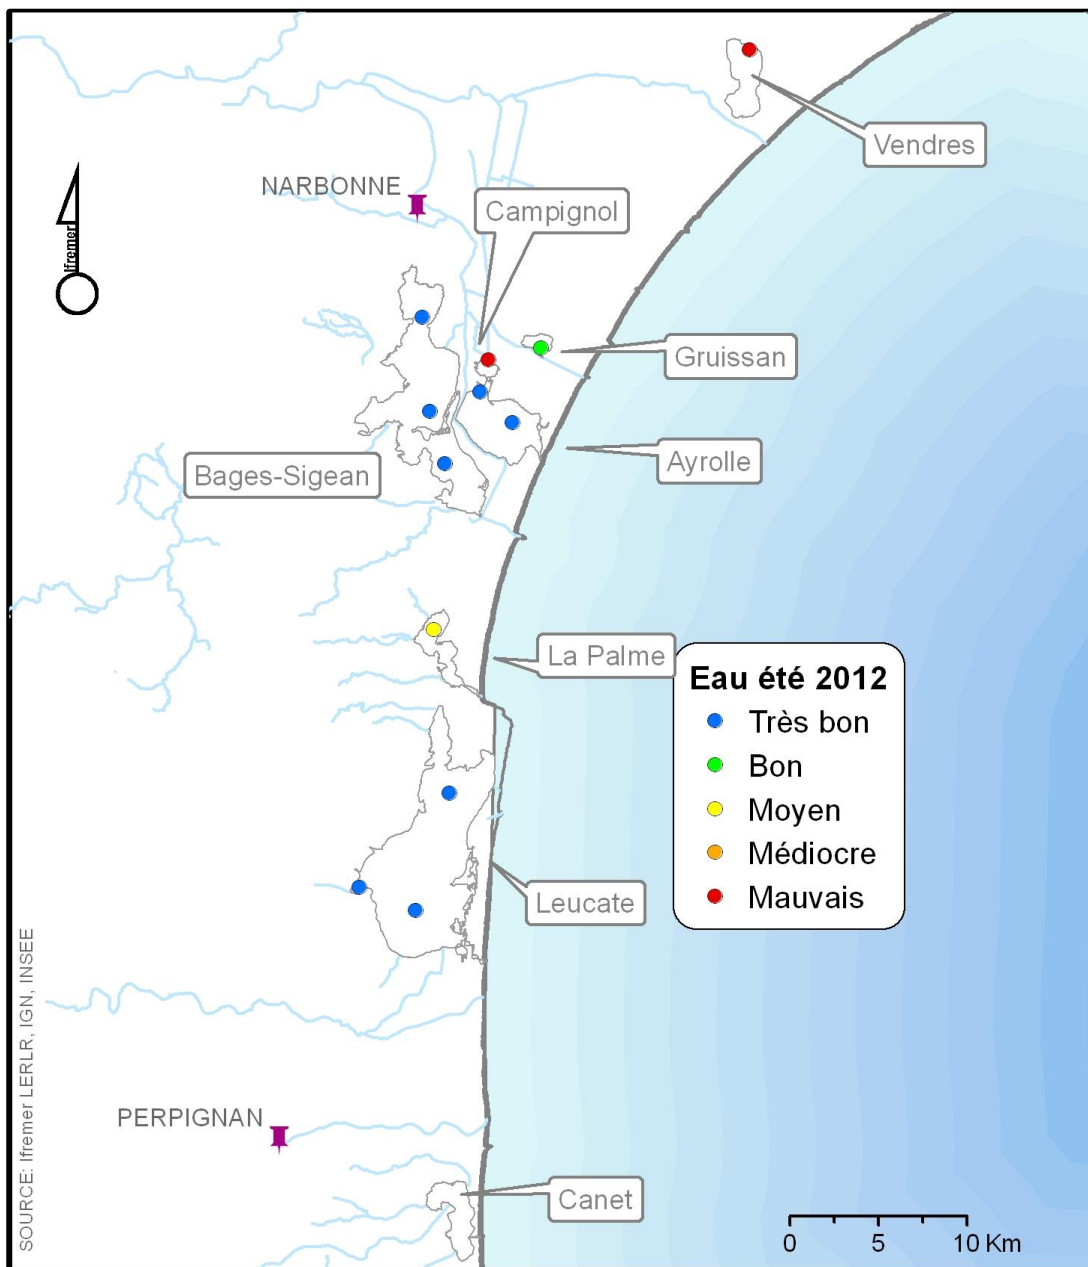 Vendres
NARBONNE
Campignol
Ifremer
Gruissan
Ayrolle
Bages-Sigean
La Palme
Eau été 2012
Très bon
Bon
Moyen
Médiocre
Mauvais
Leucate
SOURCE: Ifremer LERLR, IGN, INSEE
PERPIGNAN
Canet
0 5 10 Km